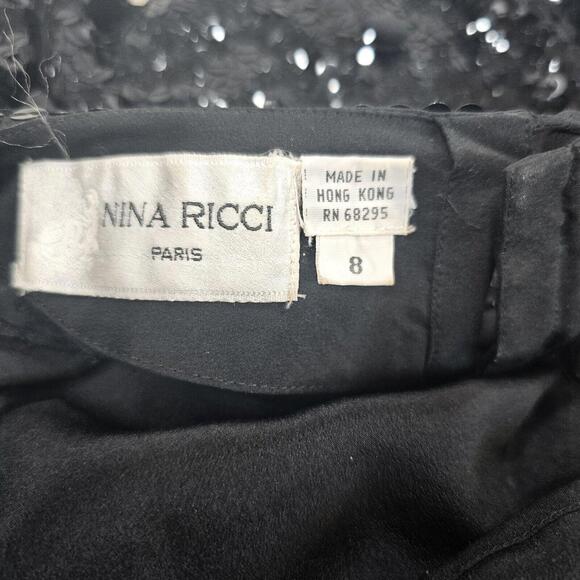 NINA RICCI
PARIS
MADE IN
HONG KONG
RN 68295
8